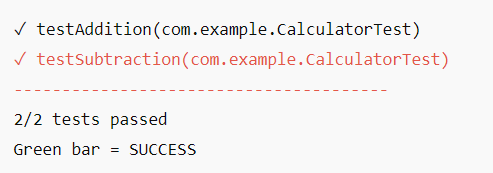 ✓ testAddition(com.example.CalculatorTest)
✓ testSubtraction(com.example.CalculatorTest)
---------------------------------------
2/2 tests passed
Green bar = SUCCESS